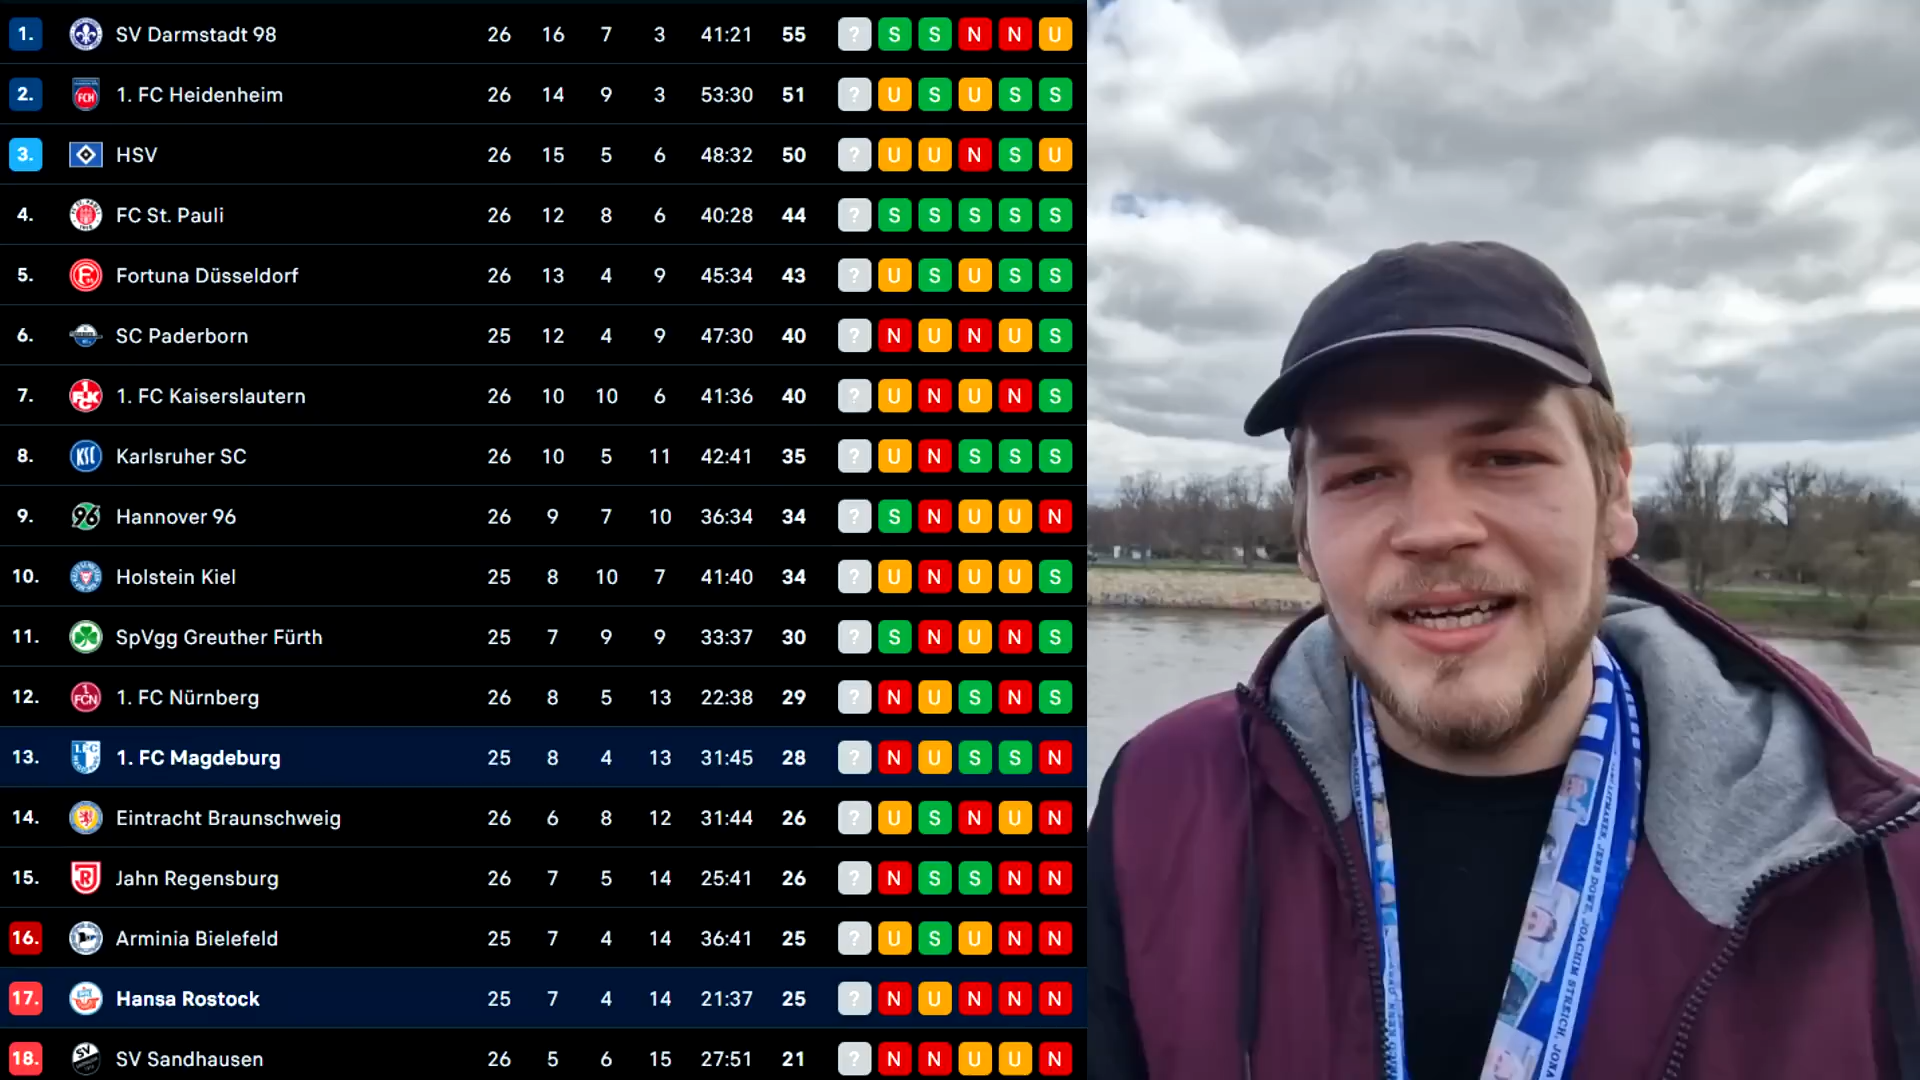 1. SV Darmstadt 98 26 16 7 3 41:21 55 ? S S N N U
2. 1. FC Heidenheim 26 14 9 3 53:30 51 ? U S U S S
3. HSV 26 15 5 6 48:32 50 ? U U N S U
4. FC St. Pauli 26 12 8 6 40:28 44 ? S S S S S
5. Fortuna Düsseldorf 26 13 4 9 45:34 43 ? U S U S S
6. SC Paderborn 25 12 4 9 47:30 40 ? N U N U S
7. 1. FC Kaiserslautern 26 10 10 6 41:36 40 ? U N U N S
8. Karlsruher SC 26 10 5 11 42:41 35 ? U N S S S
9. Hannover 96 26 9 7 10 36:34 34 ? S N U U N
10. Holstein Kiel 25 8 10 7 41:40 34 ? U N U U S
11. SpVgg Greuther Fürth 25 7 9 9 33:37 30 ? S N U N S
12. 1. FC Nürnberg 26 8 5 13 22:38 29 ? N U S N S
13. 1. FC Magdeburg 25 8 4 13 31:45 28 ? N U S S N
14. Eintracht Braunschweig 26 6 8 12 31:44 26 ? U S N U N
15. Jahn Regensburg 26 7 5 14 25:41 26 ? N S S N N
16. Arminia Bielefeld 25 7 4 14 36:41 25 ? U S U N N
17. Hansa Rostock 25 7 4 14 21:37 25 ? N U N N N
18. SV Sandhausen 26 5 6 15 27:51 21 ? N N U U N
JENS DOWE, JOACHIM STREICH,